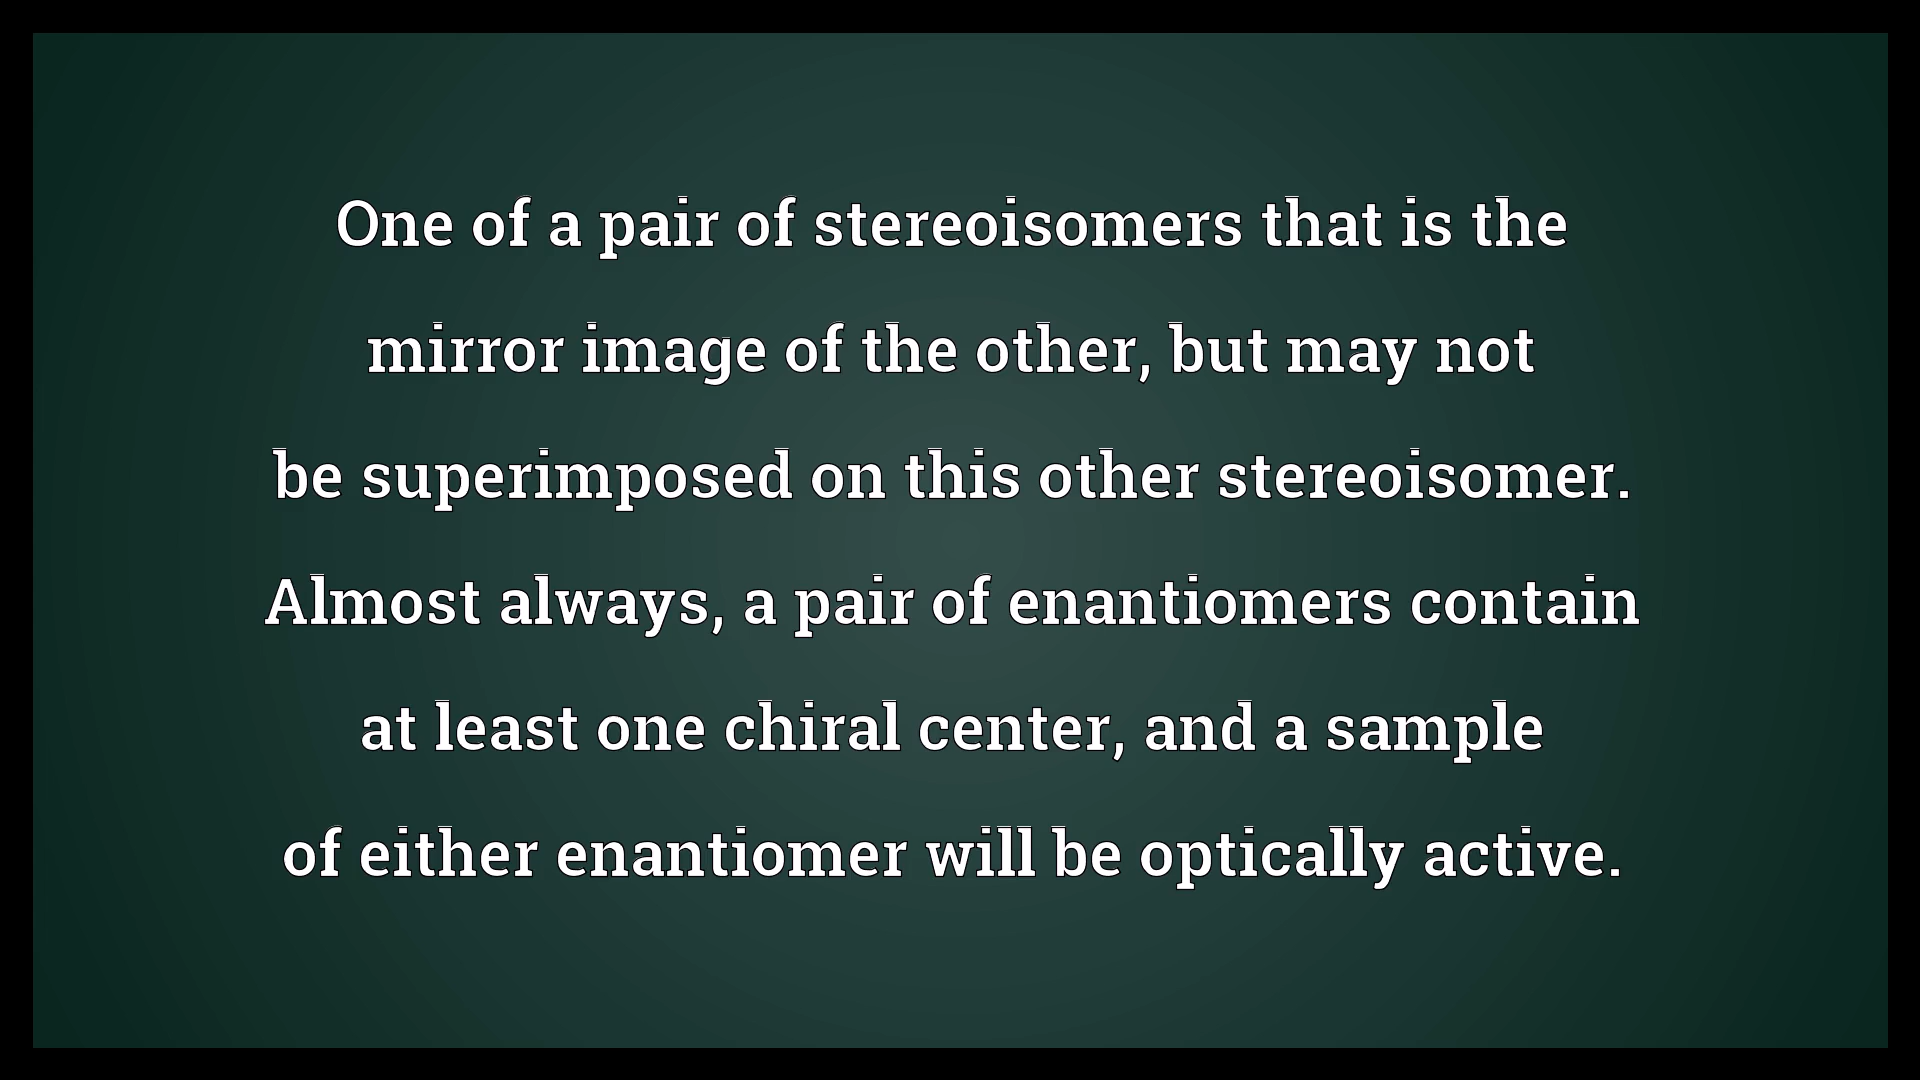 One of a pair of stereoisomers that is the
mirror image of the other, but may not
be superimposed on this other stereoisomer.
Almost always, a pair of enantiomers contain
at least one chiral center, and a sample
of either enantiomer will be optically active.